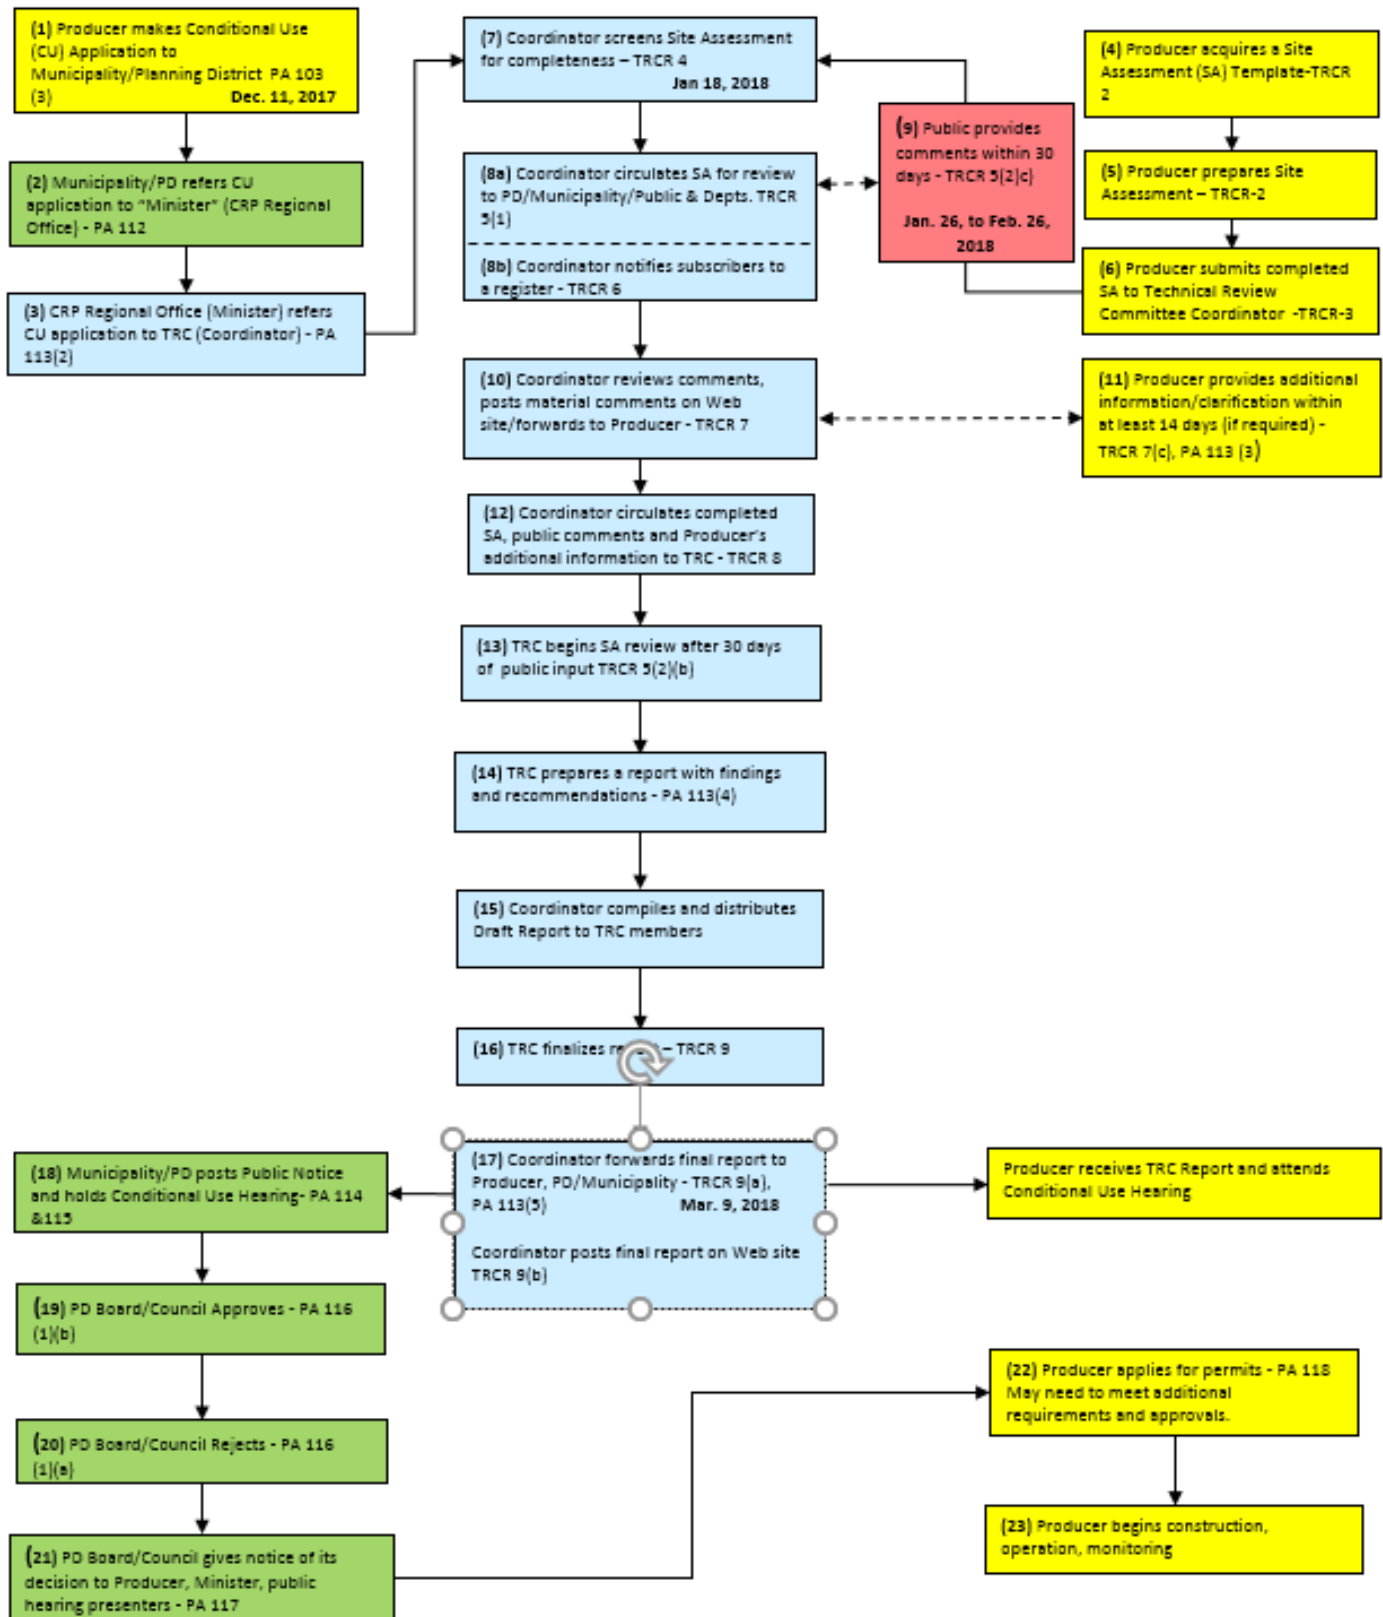 (1) Producer makes Conditional Use
(CU) Application to
Municipality/Planning District PA 103
(3) Dec. 11, 2017
(2) Municipality/PD refers CU
application to “Minister” (CRP Regional
Office) - PA 112
(3) CRP Regional Office (Minister) refers
CU application to TRC (Coordinator) - PA
113(2)
(7) Coordinator screens Site Assessment
for completeness – TRCR 4
Jan 18, 2018
(8a) Coordinator circulates SA for review
to PD/Municipality/Public & Depts. TRCR
5(1)
(8b) Coordinator notifies subscribers to
a register - TRCR 6
(9) Public provides
comments within 30
days - TRCR 5(2)c)
Jan. 26, to Feb. 26,
2018
(4) Producer acquires a Site
Assessment (SA) Template-TRCR
2
(5) Producer prepares Site
Assessment – TRCR-2
(6) Producer submits completed
SA to Technical Review
Committee Coordinator -TRCR-3
(10) Coordinator reviews comments,
posts material comments on Web
site/forwards to Producer - TRCR 7
(11) Producer provides additional
information/clarification within
at least 14 days (if required) -
TRCR 7(c), PA 113 (3)
(12) Coordinator circulates completed
SA, public comments and Producer's
additional information to TRC - TRCR 8
(13) TRC begins SA review after 30 days
of public input TRCR 5(2)(b)
(14) TRC prepares a report with findings
and recommendations - PA 113(4)
(15) Coordinator compiles and distributes
Draft Report to TRC members
(16) TRC finalizes – TRCR 9
(17) Coordinator forwards final report to
Producer, PD/Municipality - TRCR 9(a),
PA 113(5) Mar. 9, 2018
Coordinator posts final report on Web site
TRCR 9(b)
Producer receives TRC Report and attends
Conditional Use Hearing
(18) Municipality/PD posts Public Notice
and holds Conditional Use Hearing- PA 114
&115
(19) PD Board/Council Approves - PA 116
(1)(b)
(20) PD Board/Council Rejects - PA 116
(1)(a)
(21) PD Board/Council gives notice of its
decision to Producer, Minister, public
hearing presenters - PA 117
(22) Producer applies for permits - PA 118
May need to meet additional
requirements and approvals.
(23) Producer begins construction,
operation, monitoring